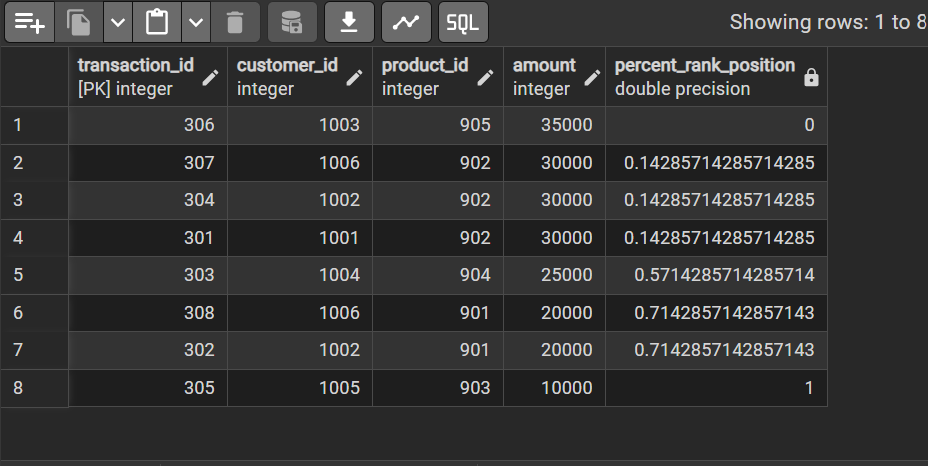 SQL Showing rows: 1 to 8
transaction_id customer_id product_id amount percent_rank_position
[PK] integer integer integer integer double precision
1 306 1003 905 35000 0
2 307 1006 902 30000 0.14285714285714285
3 304 1002 902 30000 0.14285714285714285
4 301 1001 902 30000 0.14285714285714285
5 303 1004 904 25000 0.5714285714285714
6 308 1006 901 20000 0.7142857142857143
7 302 1002 901 20000 0.7142857142857143
8 305 1005 903 10000 1